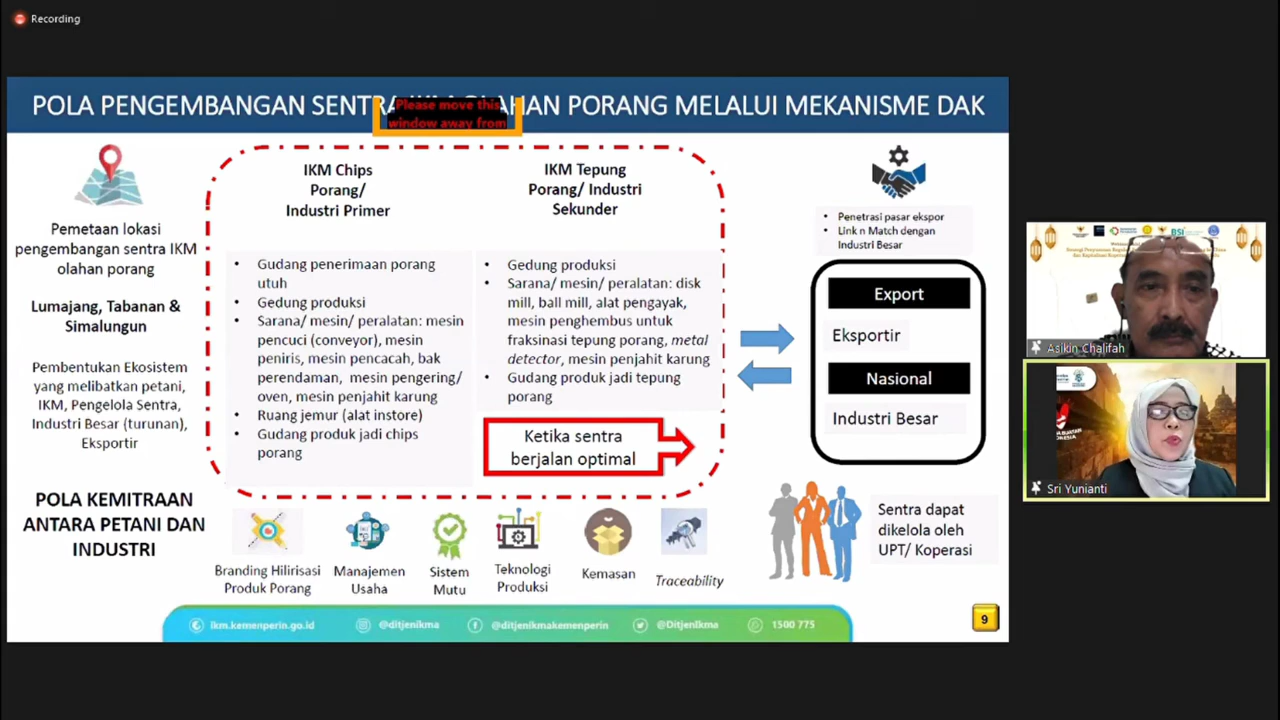 Recording
POLA PENGEMBANGAN SENTRA IKM OLAHAN PORANG MELALUI MEKANISME DAK
Please move this
window away from
Pemetaan lokasi
pengembangan sentra IKM
olahan porang
Lumajang, Tabanan &
Simalungun
Pembentukan Ekosistem
yang melibatkan petani,
IKM, Pengelola Sentra,
Industri Besar (turunan),
Eksportir
POLA KEMITRAAN
ANTARA PETANI DAN
INDUSTRI
IKM Chips
Porang/
Industri Primer
• Gudang penerimaan porang
utuh
• Gedung produksi
• Sarana/ mesin/ peralatan: mesin
pencuci (conveyor), mesin
peniris, mesin peracah, bak
perendaman, mesin pengering/
oven, mesin penjahit karung
• Ruang jemur (alat instore)
• Gudang produk jadi chips
porang
IKM Tepung
Porang/ Industri
Sekunder
• Gedung produksi
• Sarana/ mesin/ peralatan: disk
mill, ball mill, alat pengayak,
mesin penghembus untuk
fraksinasi tepung porang, metal
detector, mesin penjahit karung
• Gudang produk jadi tepung
porang
Ketika sentra
berjalan optimal
• Penetrasi pasar ekspor
• Link n Match dengan
Industri Besar
Export
Eksportir
Nasional
Industri Besar
Sentra dapat
dikelola oleh
UPT/ Koperasi
Branding Hilirisasi
Produk Porang
Manajemen
Usaha
Sistem
Mutu
Teknologi
Produksi
Kemasan
Traceability
ikm.kemenperin.go.id
@ditjenikma
@ditjenikmakemenperin
@DitjenIkma
1500 775
9
BSI
Asikin Chalifah
Sri Yunianti